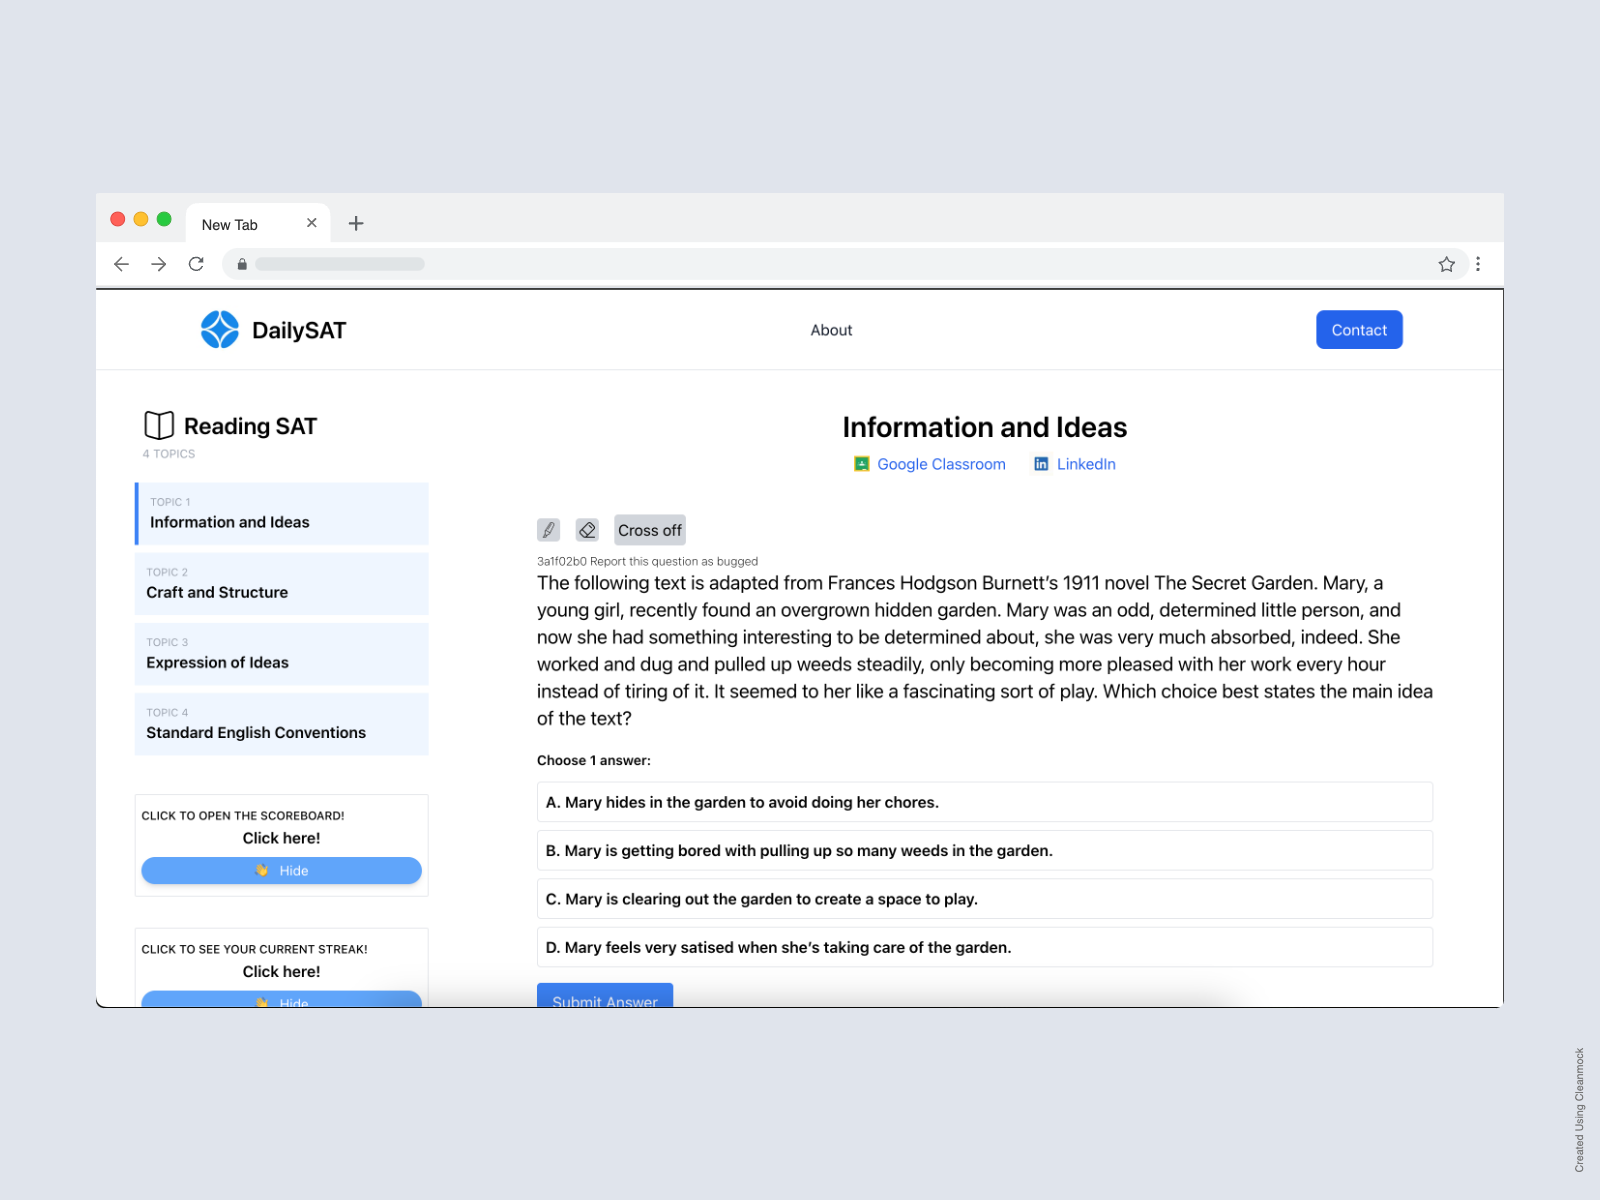 New Tab
DailySAT
About
Contact
Reading SAT
4 TOPICS
TOPIC 1
Information and Ideas
TOPIC 2
Craft and Structure
TOPIC 3
Expression of Ideas
TOPIC 4
Standard English Conventions
CLICK TO OPEN THE SCOREBOARD!
Click here!
👋 Hide
CLICK TO SEE YOUR CURRENT STREAK!
Click here!
👋 Hide
Information and Ideas
Google Classroom
LinkedIn
Cross off
3a1f02b0 Report this question as bugged
The following text is adapted from Frances Hodgson Burnett’s 1911 novel The Secret Garden. Mary, a
young girl, recently found an overgrown hidden garden. Mary was an odd, determined little person, and
now she had something interesting to be determined about, she was very much absorbed, indeed. She
worked and dug and pulled up weeds steadily, only becoming more pleased with her work every hour
instead of tiring of it. It seemed to her like a fascinating sort of play. Which choice best states the main idea
of the text?
Choose 1 answer:
A. Mary hides in the garden to avoid doing her chores.
B. Mary is getting bored with pulling up so many weeds in the garden.
C. Mary is clearing out the garden to create a space to play.
D. Mary feels very satised when she’s taking care of the garden.
Submit Answer
Created Using Cleanmock